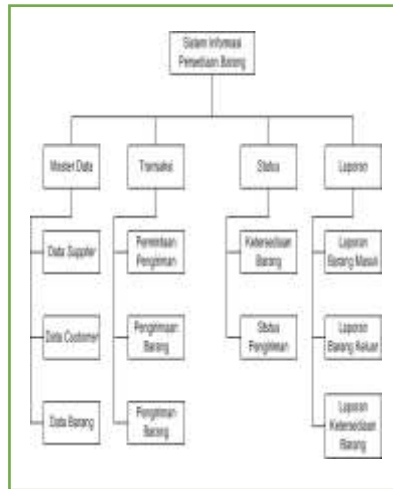 Sistem Informasi
Persediaan Barang
Master Data
Transaksi
Status
Laporan
Data Supplier
Permintaan
Pengiriman
Ketersediaan
Barang
Laporan
Barang Masuk
Data Customer
Barang
Status
Pengiriman
Laporan
Barang Keluar
Data Barang
Pengiriman
Barang
Laporan
Ketersediaan
Barang